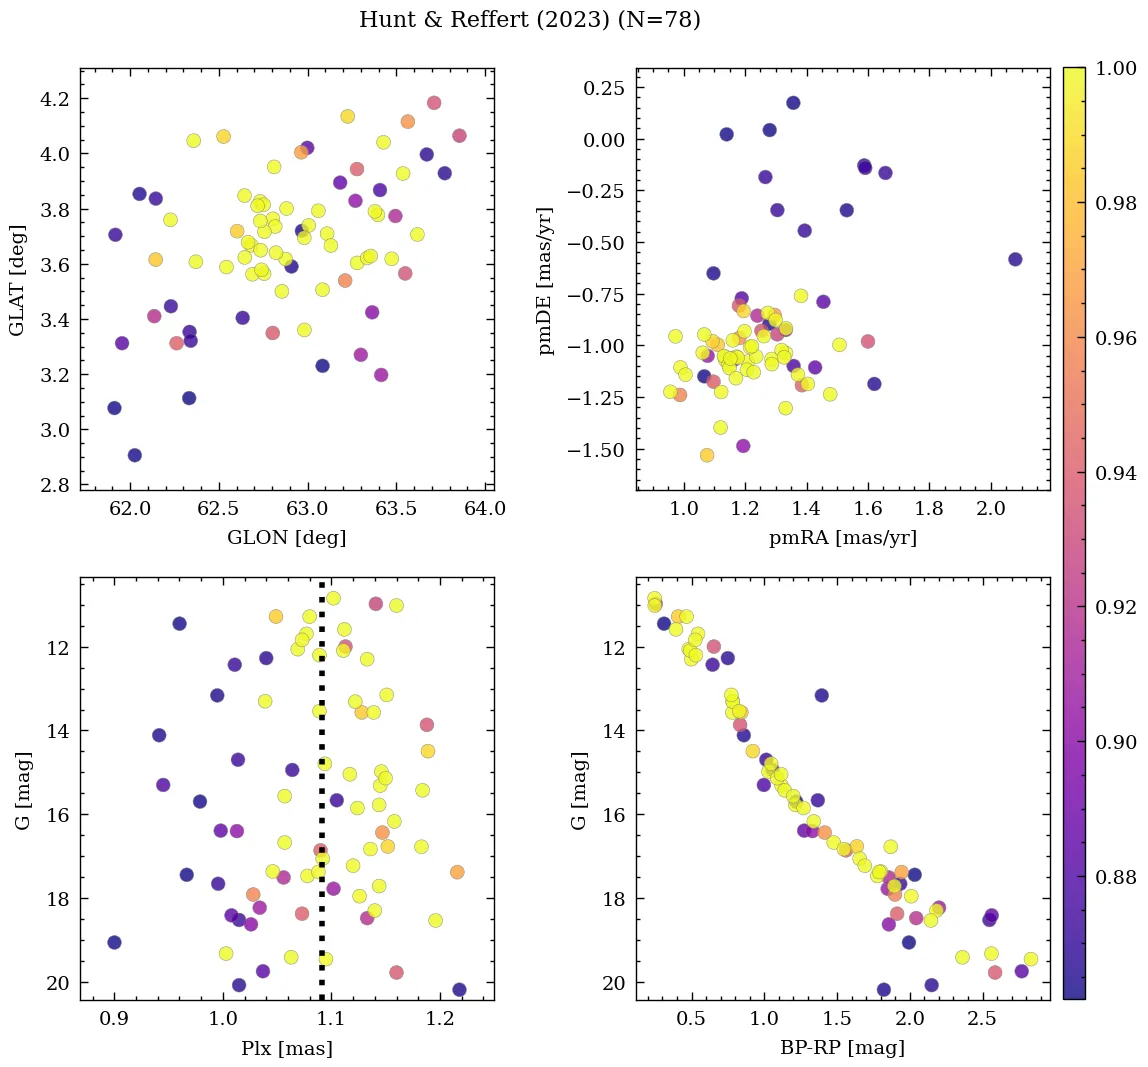 Hunt & Reffert (2023) (N=78)
4.2
4.0
3.8
3.6
3.4
3.2
3.0
2.8
GLAT [deg]
62.0 62.5 63.0 63.5 64.0
GLON [deg]
0.25
0.00
−0.25
−0.50
−0.75
−1.00
−1.25
−1.50
pmDE [mas/yr]
1.0 1.2 1.4 1.6 1.8 2.0
pmRA [mas/yr]
12
14
16
18
20
G [mag]
0.9 1.0 1.1 1.2
Plx [mas]
12
14
16
18
20
G [mag]
0.5 1.0 1.5 2.0 2.5
BP-RP [mag]
1.00
0.98
0.96
0.94
0.92
0.90
0.88